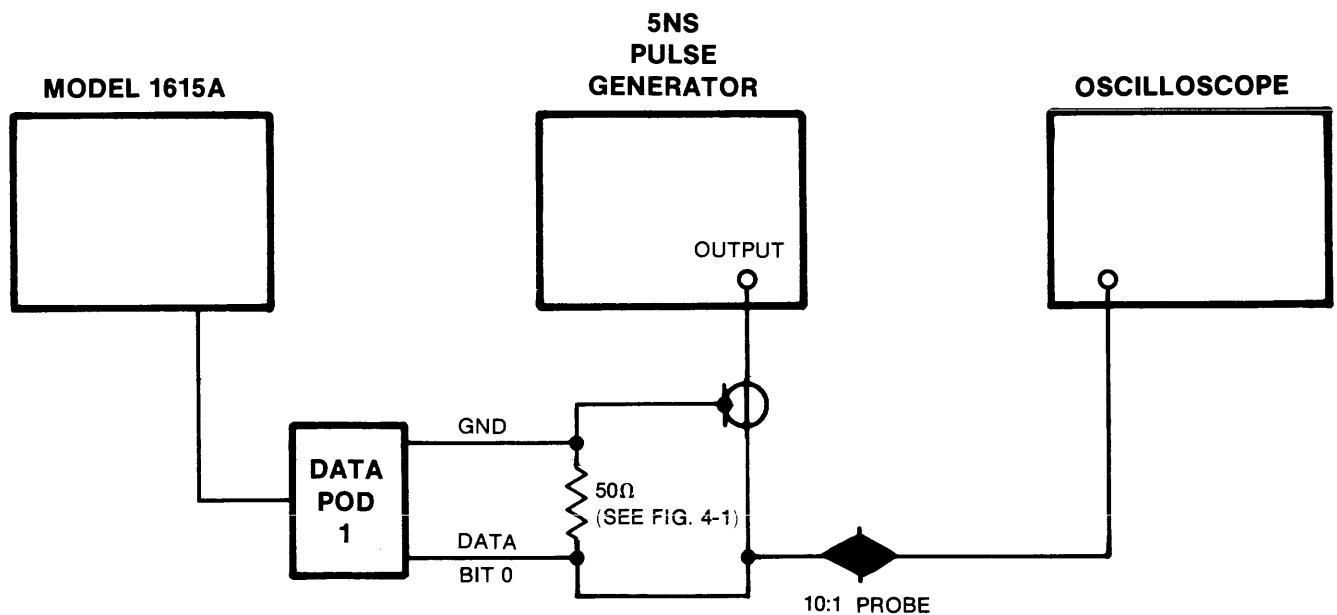 MODEL 1615A
5NS
PULSE
GENERATOR
OSCILLOSCOPE
OUTPUT
GND
DATA
POD
1
50Ω
(SEE FIG. 4-1)
DATA
BIT 0
10:1 PROBE